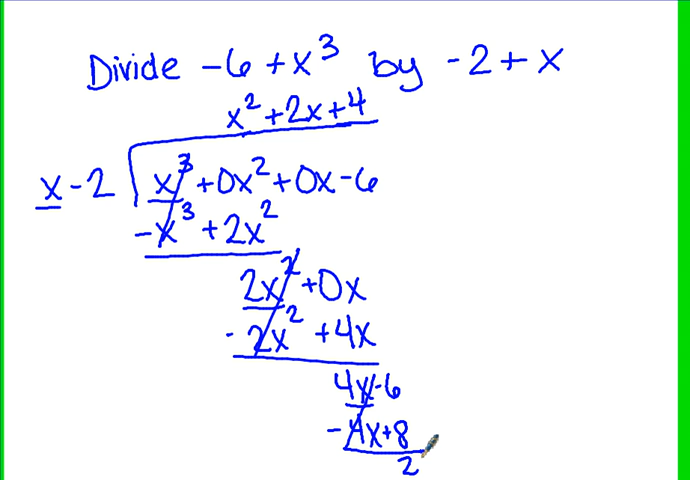 Divide -6 + x³ by -2 + x
x² + 2x + 4
x - 2 x³ + 0x² + 0x - 6
-x³ + 2x²
2x² + 0x
-2x² + 4x
4x - 6
-4x + 8
2